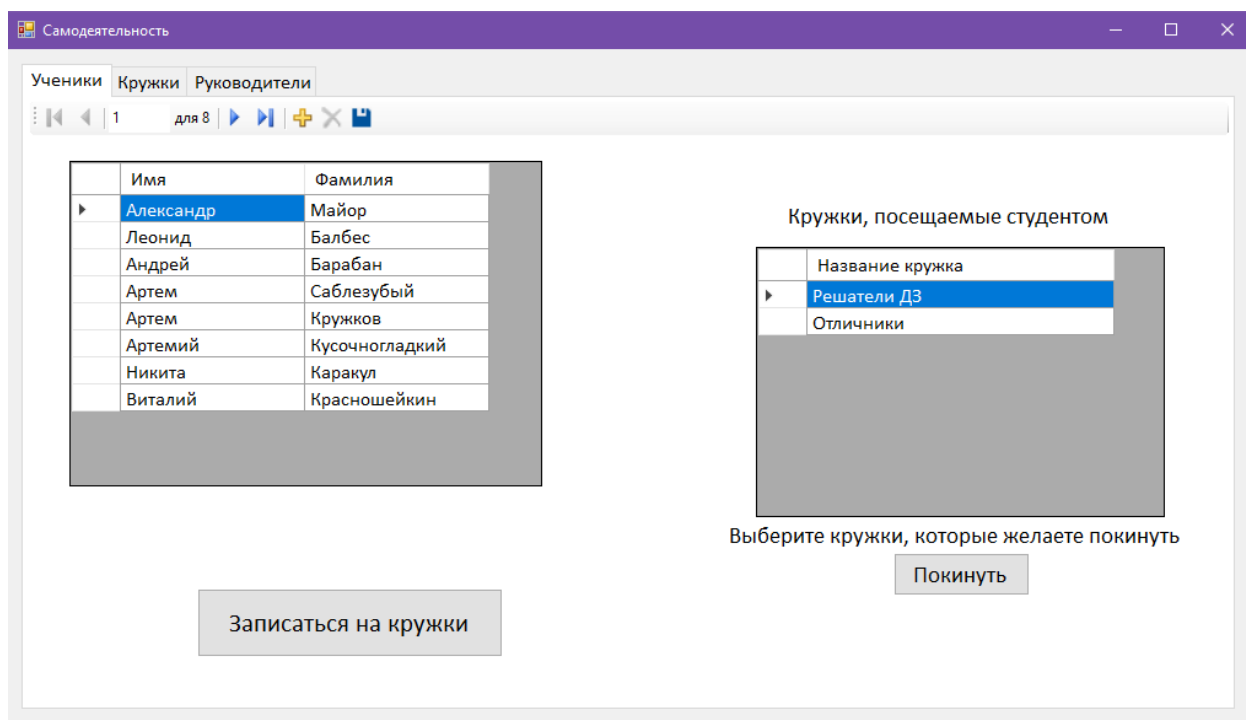 Самодеятельность
Ученики Кружки Руководители
1 для 8
Имя Фамилия
Александр Майор
Леонид Балбес
Андрей Барабан
Артем Саблезубый
Артем Кружков
Артемий Кусочногладкий
Никита Каракул
Виталий Красношейкин
Кружки, посещаемые студентом
Название кружка
Решатели ДЗ
Отличники
Выберите кружки, которые желаете покинуть
Покинуть
Записаться на кружки